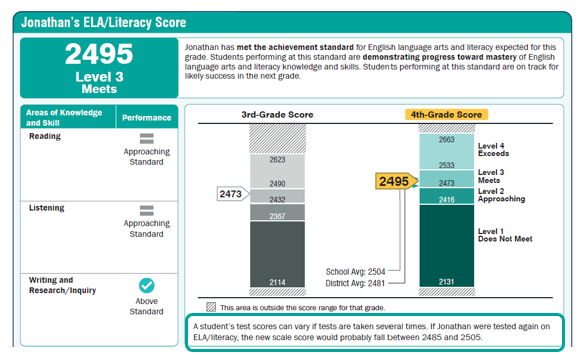 Jonathan's ELA/Literacy Score
2495
Level 3
Meets
Jonathan has met the achievement standard for English language arts and literacy expected for this
grade. Students performing at this standard are demonstrating progress toward mastery of English
language arts and literacy knowledge and skills. Students performing at this standard are on track for
likely success in the next grade.
Areas of Knowledge
and Skill
Performance
Reading
Approaching
Standard
Listening
Approaching
Standard
Writing and
Research/Inquiry
Above
Standard
3rd-Grade Score
2623
2490
2473
2432
2367
2114
4th-Grade Score
2663
Level 4
Exceeds
2533
Level 3
Meets
2495
2473
Level 2
Approaching
2416
Level 1
Does Not Meet
School Avg: 2504
District Avg: 2481
2131
This area is outside the score range for that grade.
A student's test scores can vary if tests are taken several times. If Jonathan were tested again on
ELA/literacy, the new scale score would probably fall between 2485 and 2505.